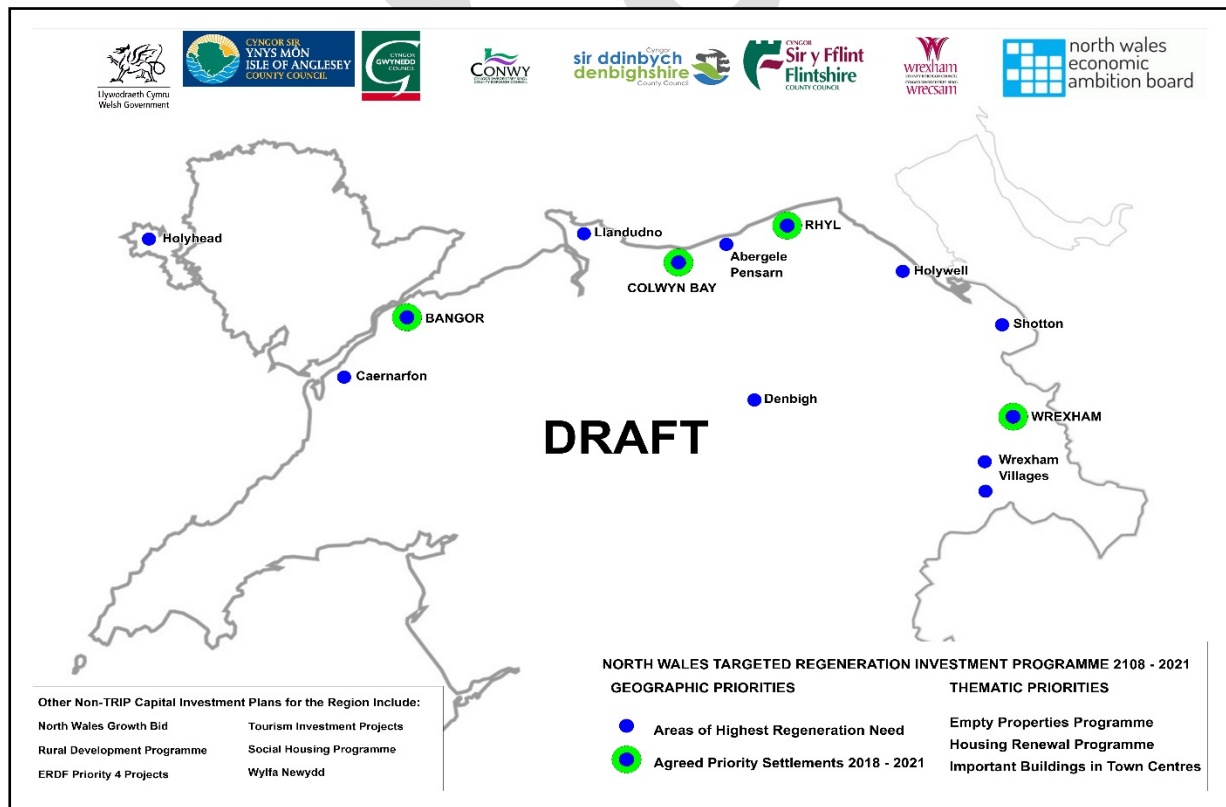 Llywodraeth Cymru
Welsh Government
CYNGOR SIR
YNYS MÔN
ISLE OF ANGLESEY
COUNTY COUNCIL
CYNGOR
GWYNEDD
COUNCIL
CONWY
Cyngor
sir ddinbych
denbighshire
County Council
CYNGOR
Sir y Fflint
Flintshire
COUNTY COUNCIL
wrexham
COUNTY BOROUGH COUNCIL
wrecsam
north wales
economic
ambition board
Holyhead
Llandudno
RHYL
Abergele
Pensarn
COLWYN BAY
Holywell
BANGOR
Shotton
Caernarfon
Denbigh
WREXHAM
DRAFT
Wrexham
Villages
NORTH WALES TARGETED REGENERATION INVESTMENT PROGRAMME 2108 - 2021
GEOGRAPHIC PRIORITIES
Areas of Highest Regeneration Need
Agreed Priority Settlements 2018 - 2021
THEMATIC PRIORITIES
Empty Properties Programme
Housing Renewal Programme
Important Buildings in Town Centres
Other Non-TRIP Capital Investment Plans for the Region Include:
North Wales Growth Bid
Rural Development Programme
ERDF Priority 4 Projects
Tourism Investment Projects
Social Housing Programme
Wylfa Newydd